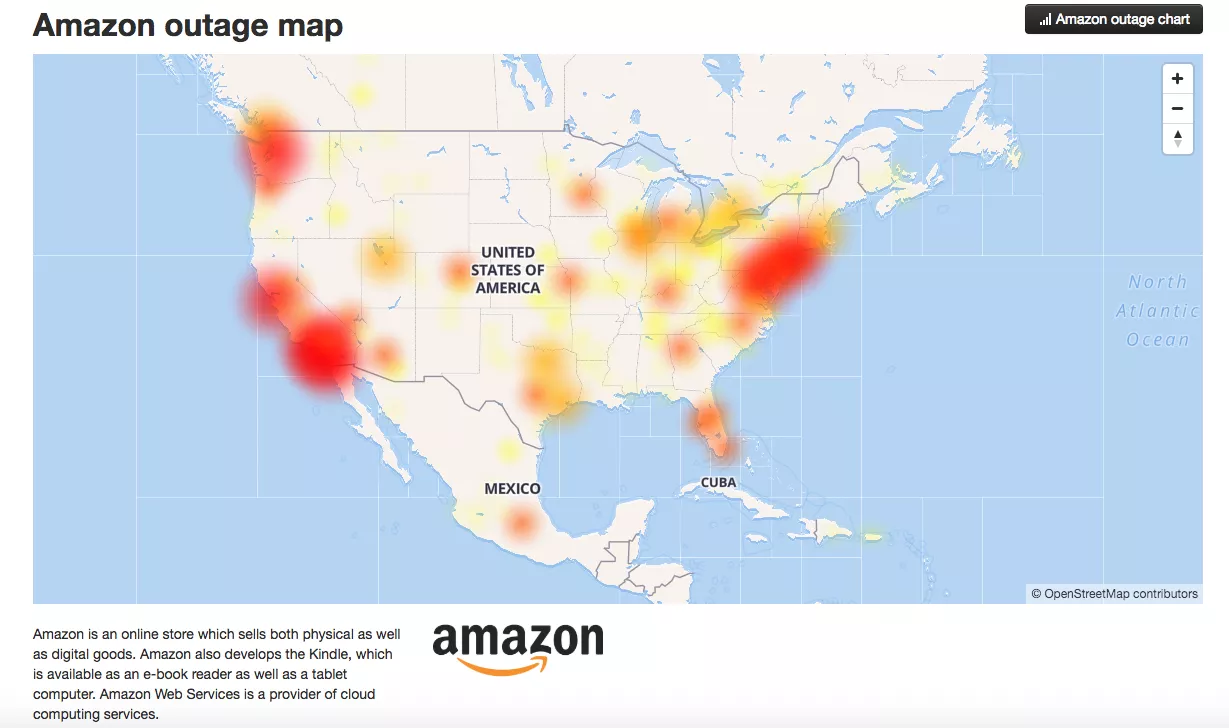 Amazon outage map
Amazon outage chart
+
−
UNITED
STATES OF
AMERICA
North
Atlantic
Ocean
MEXICO
CUBA
© OpenStreetMap contributors
Amazon is an online store which sells both physical as well
as digital goods. Amazon also develops the Kindle, which
is available as an e-book reader as well as a tablet
computer. Amazon Web Services is a provider of cloud
computing services.
amazon